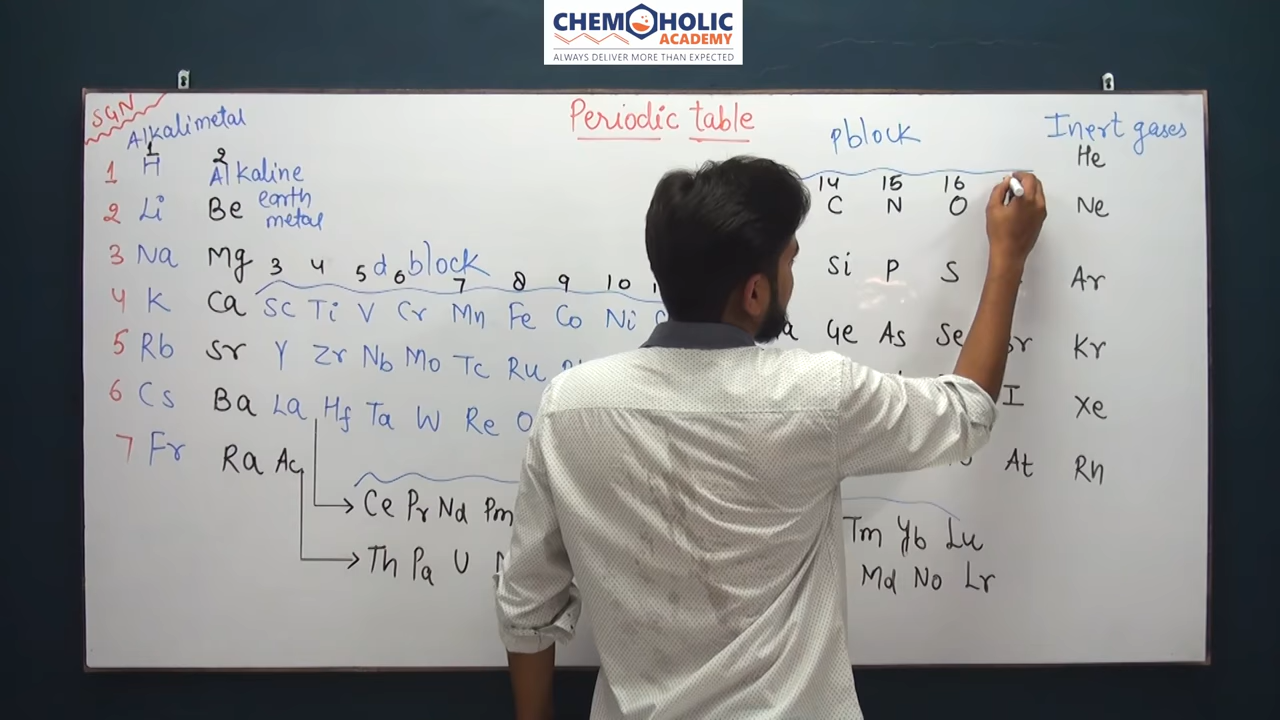 CHEMOHOLIC
ACADEMY
ALWAYS DELIVER MORE THAN EXPECTED
SGN
Periodic table
Alkali metal
pblock
Inert gases
1
1 H
2
Alkaline
earth
metal
14 15 16
He
2 Li Be
C N O
Ne
3 Na Mg
3 4 5 d block 6 7 8 9 10
Si P S
Ar
4 K Ca Sc Ti V Cr Mn Fe Co Ni
Ge As Se
Kr
5 Rb Sr Y Zr Nb Mo Tc Ru
I
Xe
6 Cs Ba La Hf Ta W Re
At
Rn
7 Fr Ra Ac
Ce Pr Nd Pm
Tm Yb Lu
Th Pa U
Md No Lr